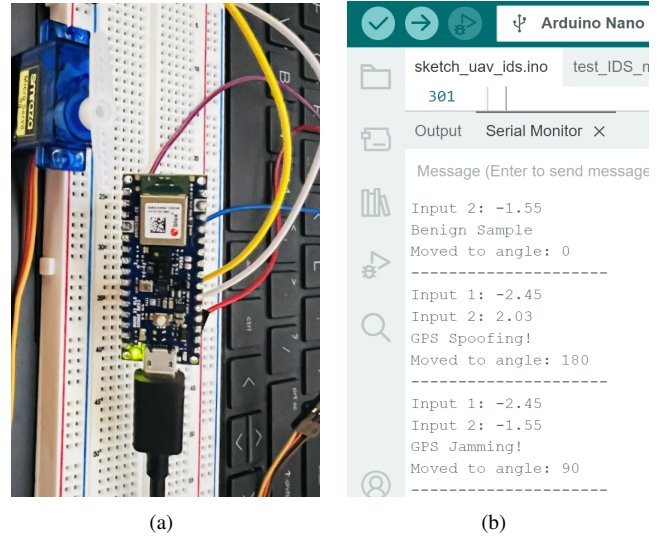 Arduino Nano
sketch_uav_ids.ino test_IDS_m
301
Output Serial Monitor ×
Message (Enter to send message
Input 2: -1.55
Benign Sample
Moved to angle: 0
----------------------
Input 1: -2.45
Input 2: 2.03
GPS Spoofing!
Moved to angle: 180
----------------------
Input 1: -2.45
Input 2: -1.55
GPS Jamming!
Moved to angle: 90
----------------------
(a)
(b)